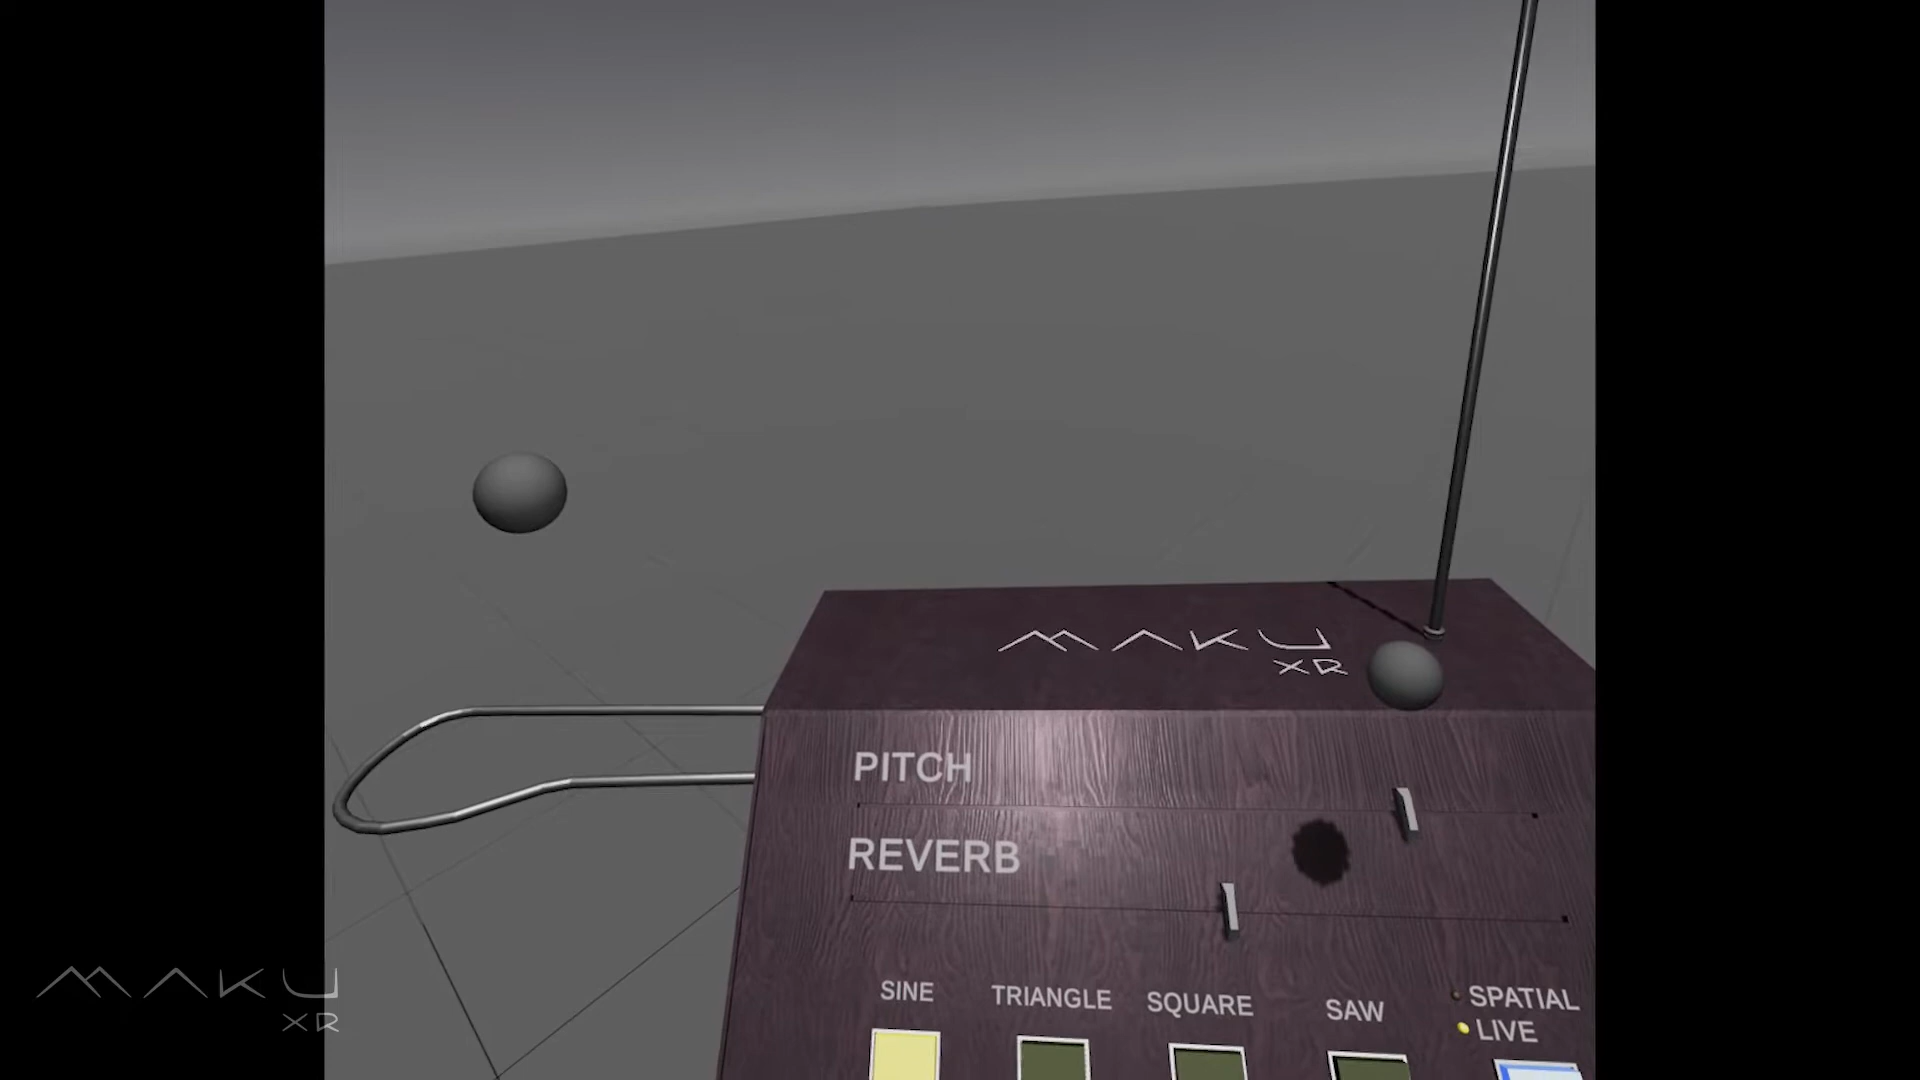 MAKU
XR
PITCH
REVERB
SINE TRIANGLE SQUARE SAW SPATIAL
LIVE
MAKU
XR